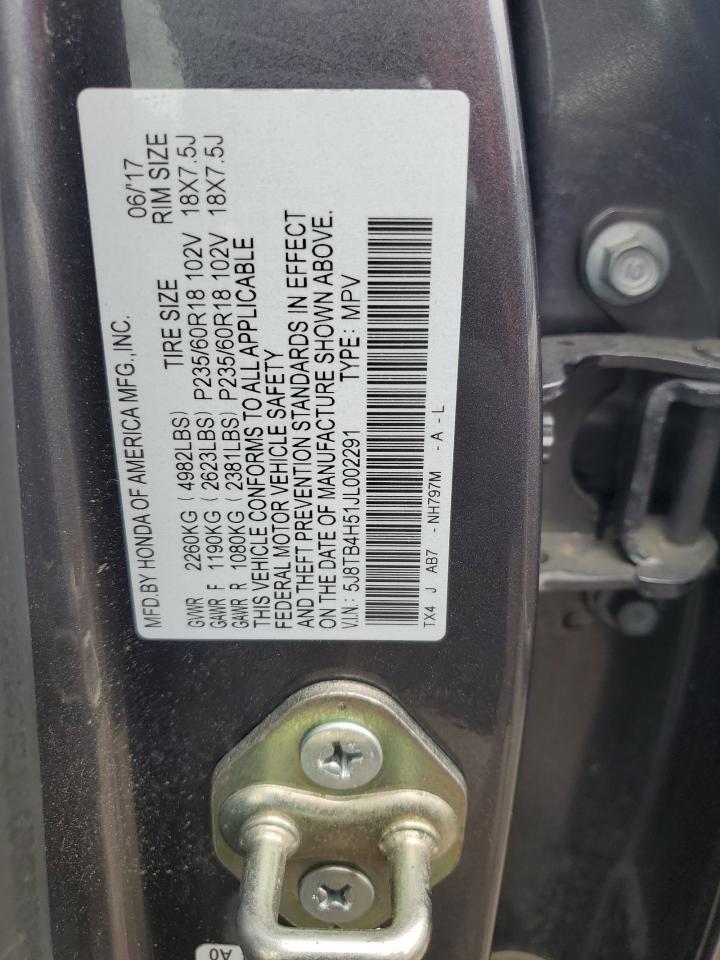 MFD.BY HONDA OF AMERICA MFG.,INC. 06/'17
TIRE SIZE RIM SIZE
GVWR 2260KG (4982LBS)
GAWR F 1190KG (2623LBS) P235/60R18 102V 18X7.5J
GAWR R 1080KG (2381LBS) P235/60R18 102V 18X7.5J
THIS VEHICLE CONFORMS TO ALL APPLICABLE
FEDERAL MOTOR VEHICLE SAFETY
AND THEFT PREVENTION STANDARDS IN EFFECT
ON THE DATE OF MANUFACTURE SHOWN ABOVE.
V.I.N.: 5J8TB4H51JL002291 TYPE: MPV
TX4 J AB7 -NH797M -A-L
10
A0